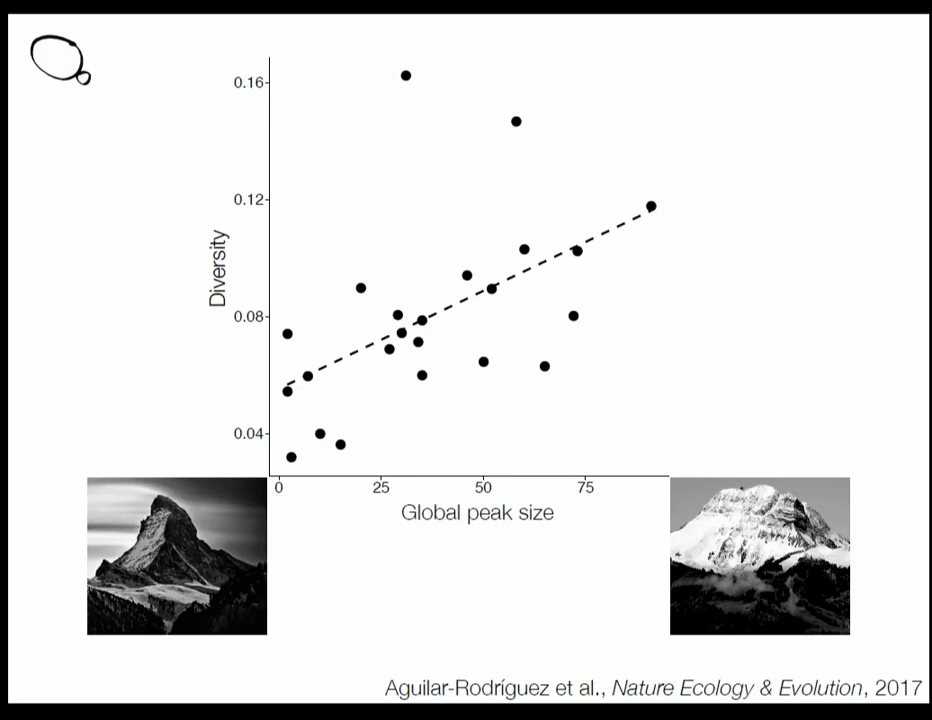 0.16
0.12
Diversity
0.08
0.04
0 25 50 75
Global peak size
Aguilar-Rodríguez et al., Nature Ecology & Evolution, 2017